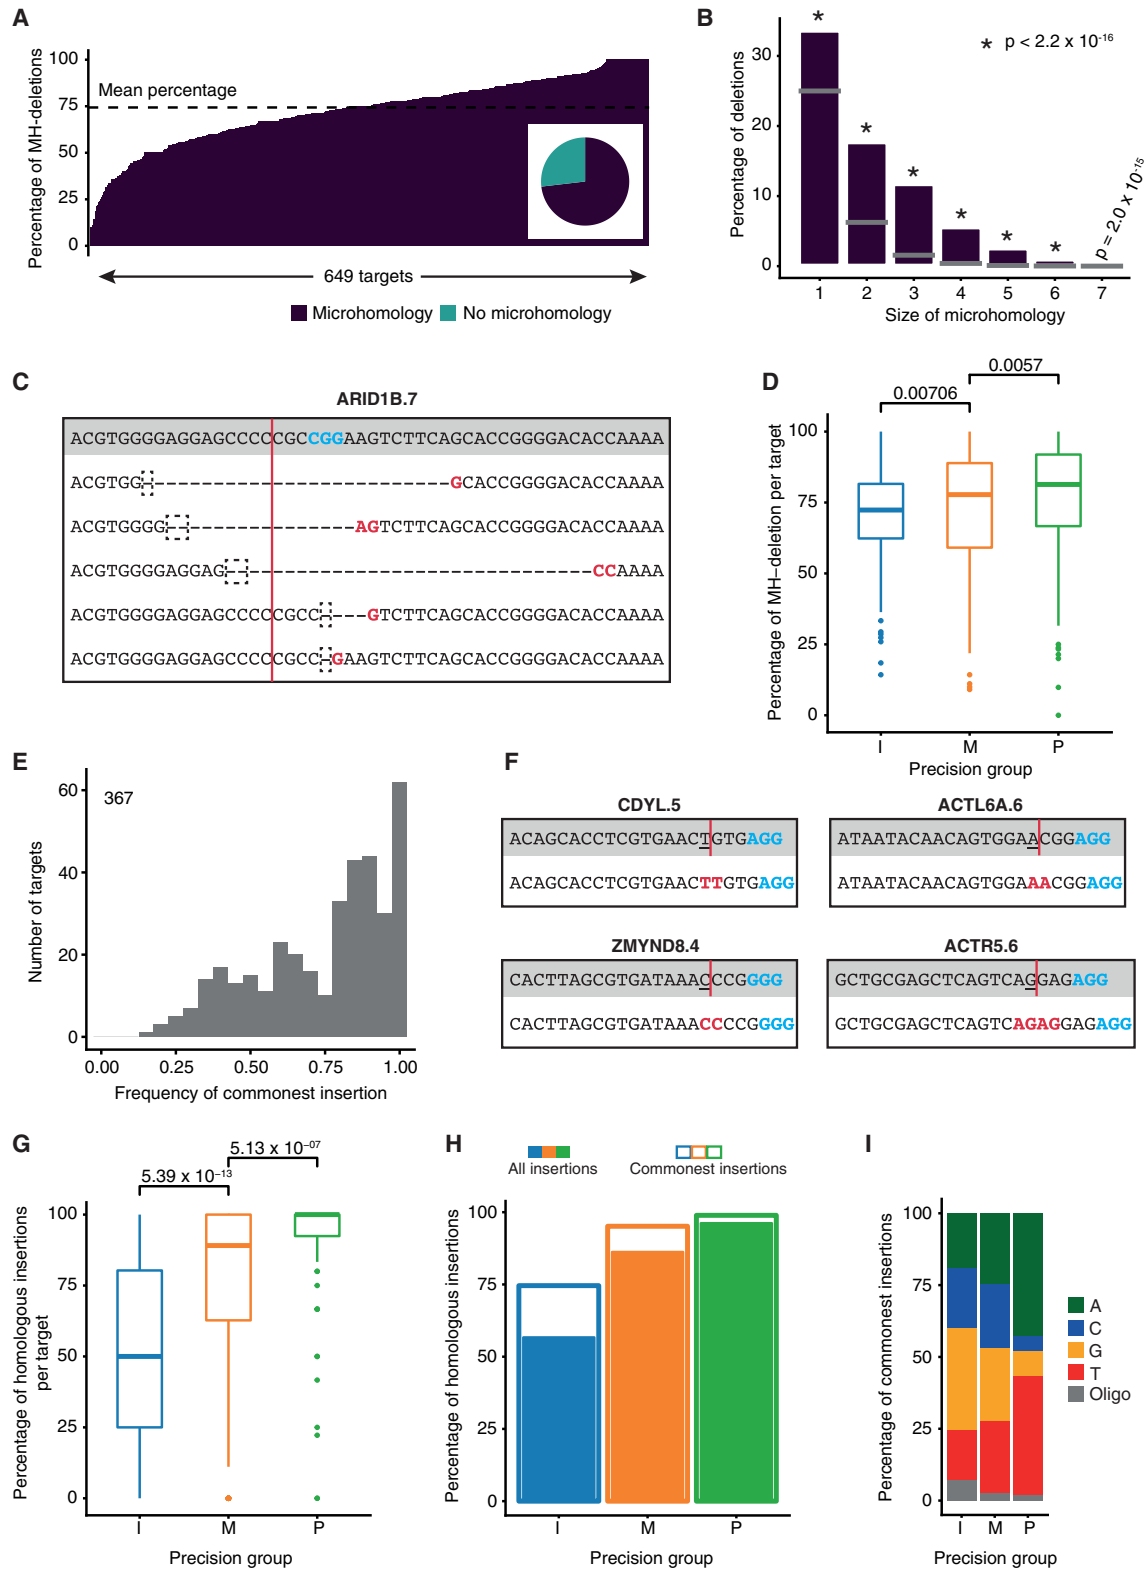 A
Percentage of MH-deletions
100
75
50
25
0
Mean percentage
649 targets
Microhomology
No microhomology
B
Percentage of deletions
30
20
10
0
* p < 2.2 x 10⁻¹⁶
* * * * * *
p = 2.0 x 10⁻¹⁵
1 2 3 4 5 6 7
Size of microhomology
C
ARID1B.7
ACGTGGGGAGGAGCCCCCGCCGGAAGTCTTCAGCACCGGGGACACCAAAA
ACGTGG---------------------------GCACCGGGGACACCAAAA
ACGTGGGG----------------AGTCTTCAGCACCGGGGACACCAAAA
ACGTGGGGAGGAG-------------------------------CCAAAA
ACGTGGGGAGGAGCCCCCGCC-----GTCTTCAGCACCGGGGACACCAAAA
ACGTGGGGAGGAGCCCCCGCC-GAAGTCTTCAGCACCGGGGACACCAAAA
D
Percentage of MH−deletion per target
100
75
50
25
0
0.00706
0.0057
I M P
Precision group
E
Number of targets
60
40
20
0
367
0.00 0.25 0.50 0.75 1.00
Frequency of commonest insertion
F
CDYL.5
ACAGCACCTCGTGAACTGTGAGG
ACAGCACCTCGTGAACTTGTGAGG
ACTL6A.6
ATAATACAACAGTGGAACGGAGG
ATAATACAACAGTGGAAACGGAGG
ZMYND8.4
CACTTAGCGTGATAAACCCGGGG
CACTTAGCGTGATAAACCCCGGGG
ACTR5.6
GCTGCGAGCTCAGTCAGGAGAGG
GCTGCGAGCTCAGTCAGAGGAGAGG
G
Percentage of homologous insertions
per target
100
75
50
25
0
5.39 x 10⁻¹³
5.13 x 10⁻⁰⁷
I M P
Precision group
H
All insertions
Commonest insertions
Percentage of homologous insertions
100
75
50
25
0
I M P
Precision group
I
Percentage of commonest insertions
100
75
50
25
0
I M P
Precision group
A
C
G
T
Oligo